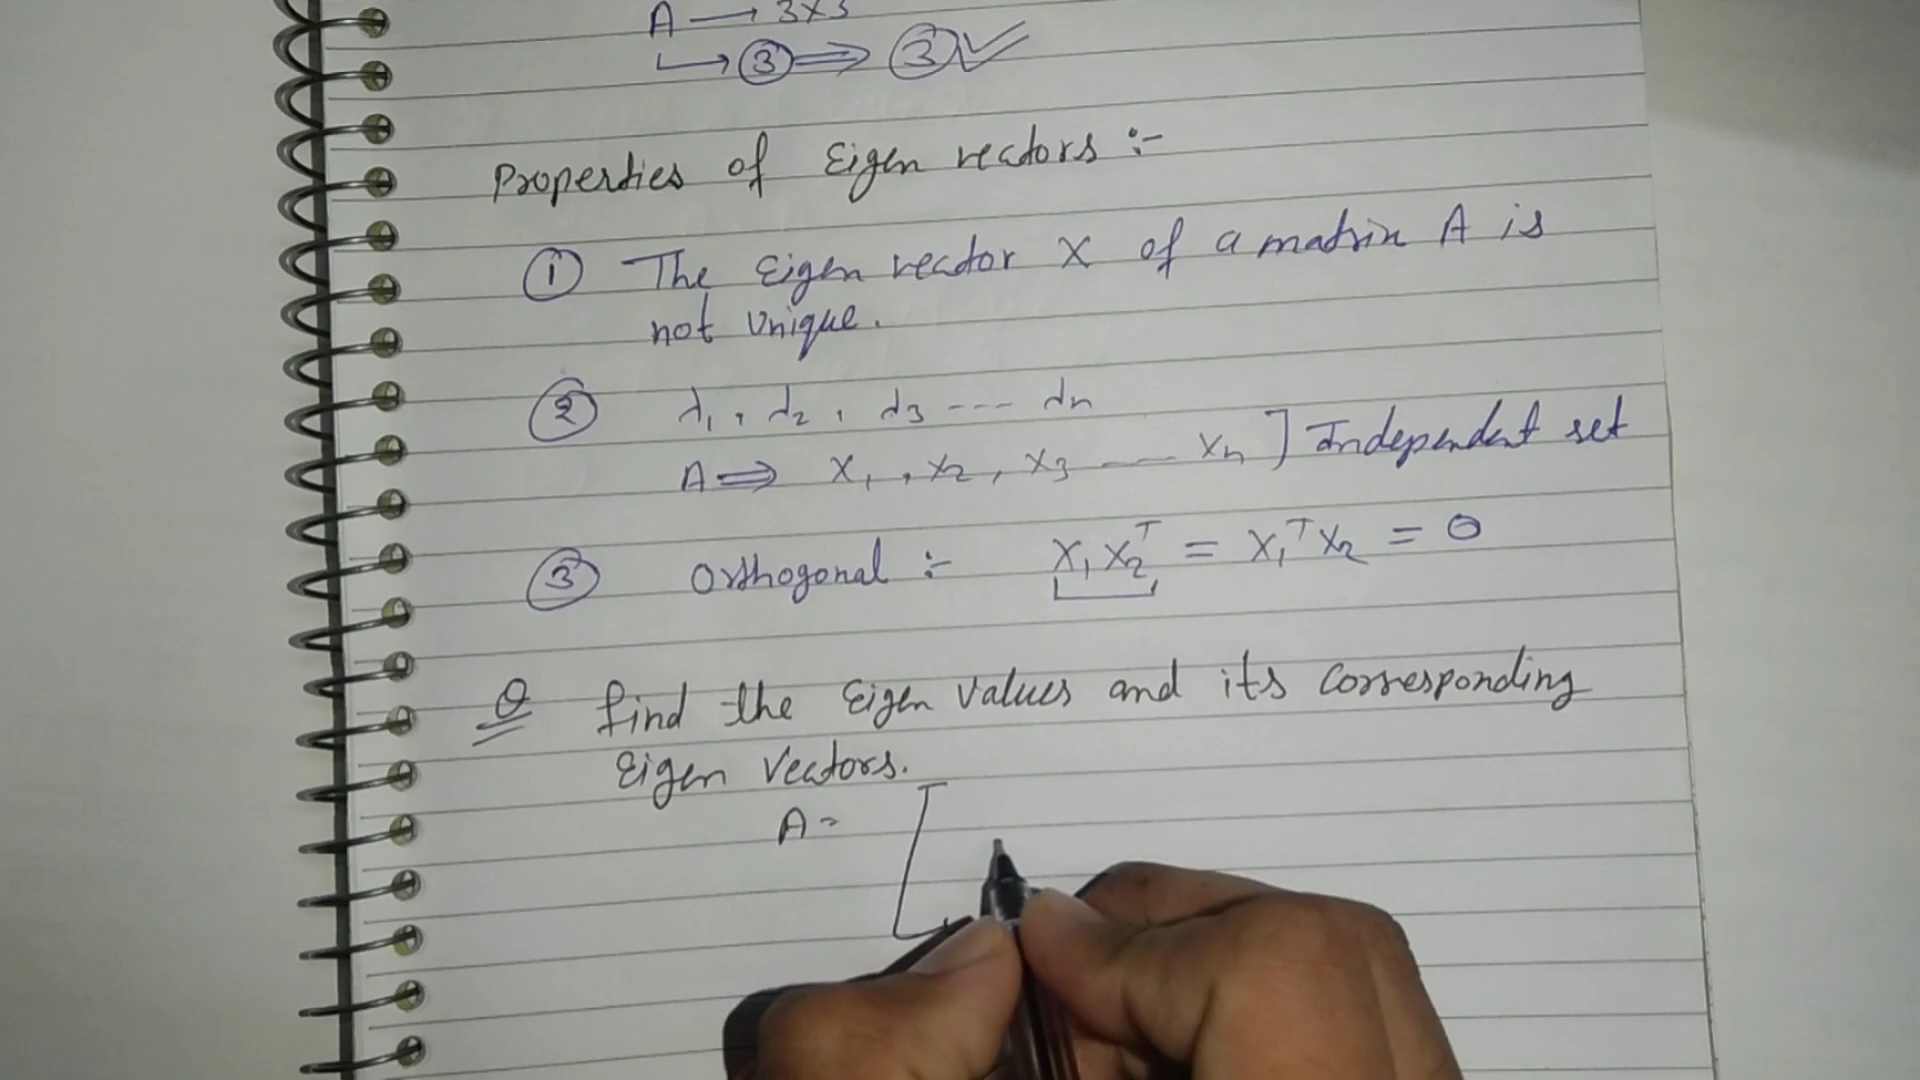 A → 3x3
↳ 3 ⇒ 3 ✓
Properties of Eigen vectors :-
① The Eigen vector X of a matrix A is
not unique.
② λ₁, λ₂, λ₃ --- λn
A ⇒ X₁, X₂, X₃ --- Xn ] Independent set
③ Orthogonal :- X₁X₂ᵀ = X₁ᵀX₂ = 0
Q find the Eigen values and its corresponding
Eigen vectors.
A = [